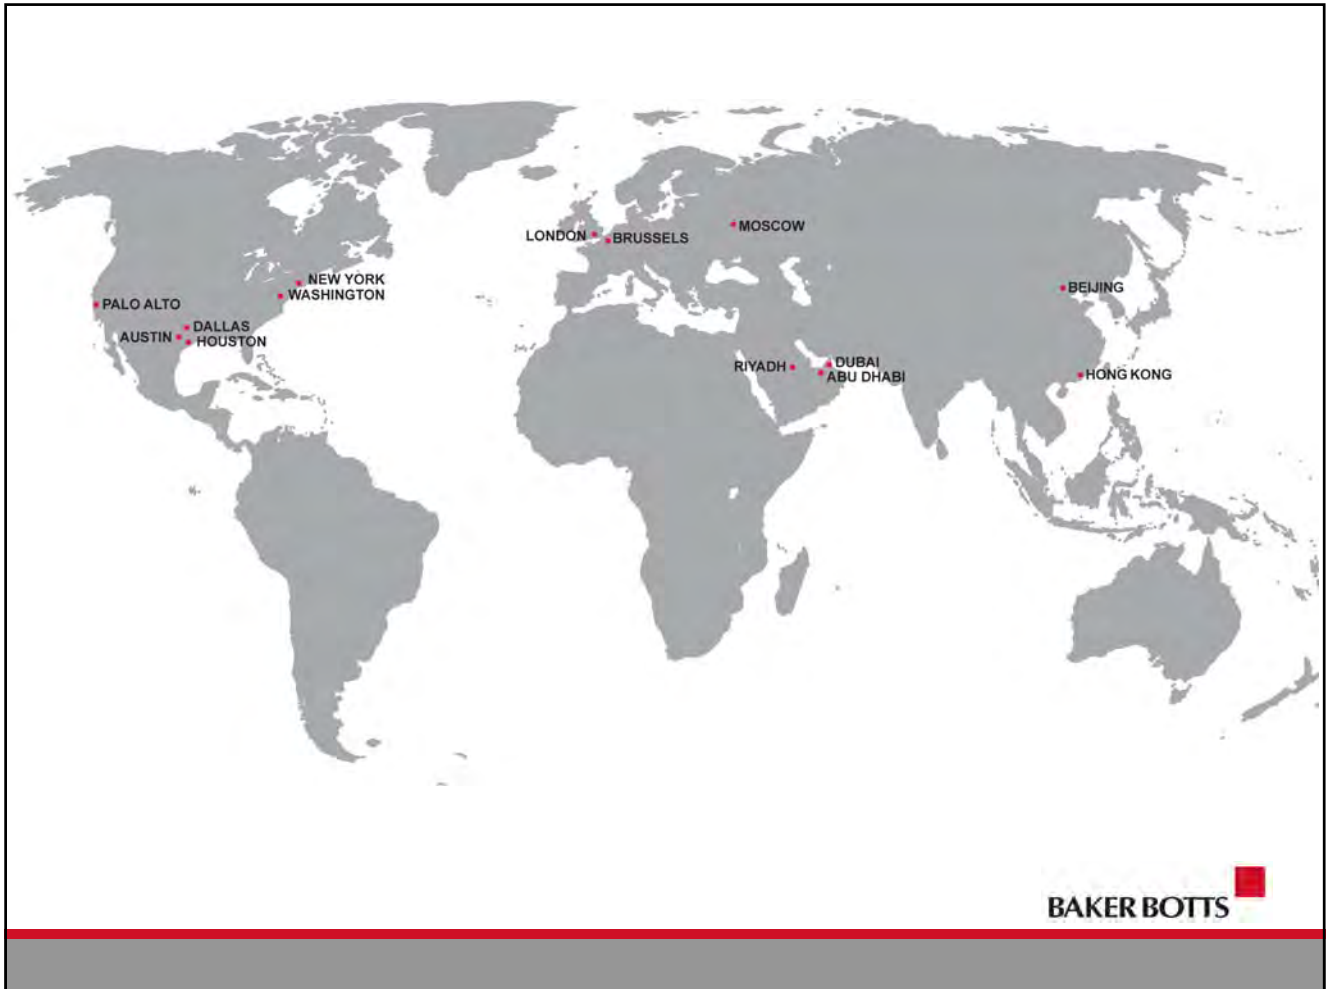 MOSCOW
LONDON
BRUSSELS
NEW YORK
WASHINGTON
BEIJING
PALO ALTO
DALLAS
AUSTIN
HOUSTON
RIYADH
DUBAI
ABU DHABI
HONG KONG
BAKER BOTTS